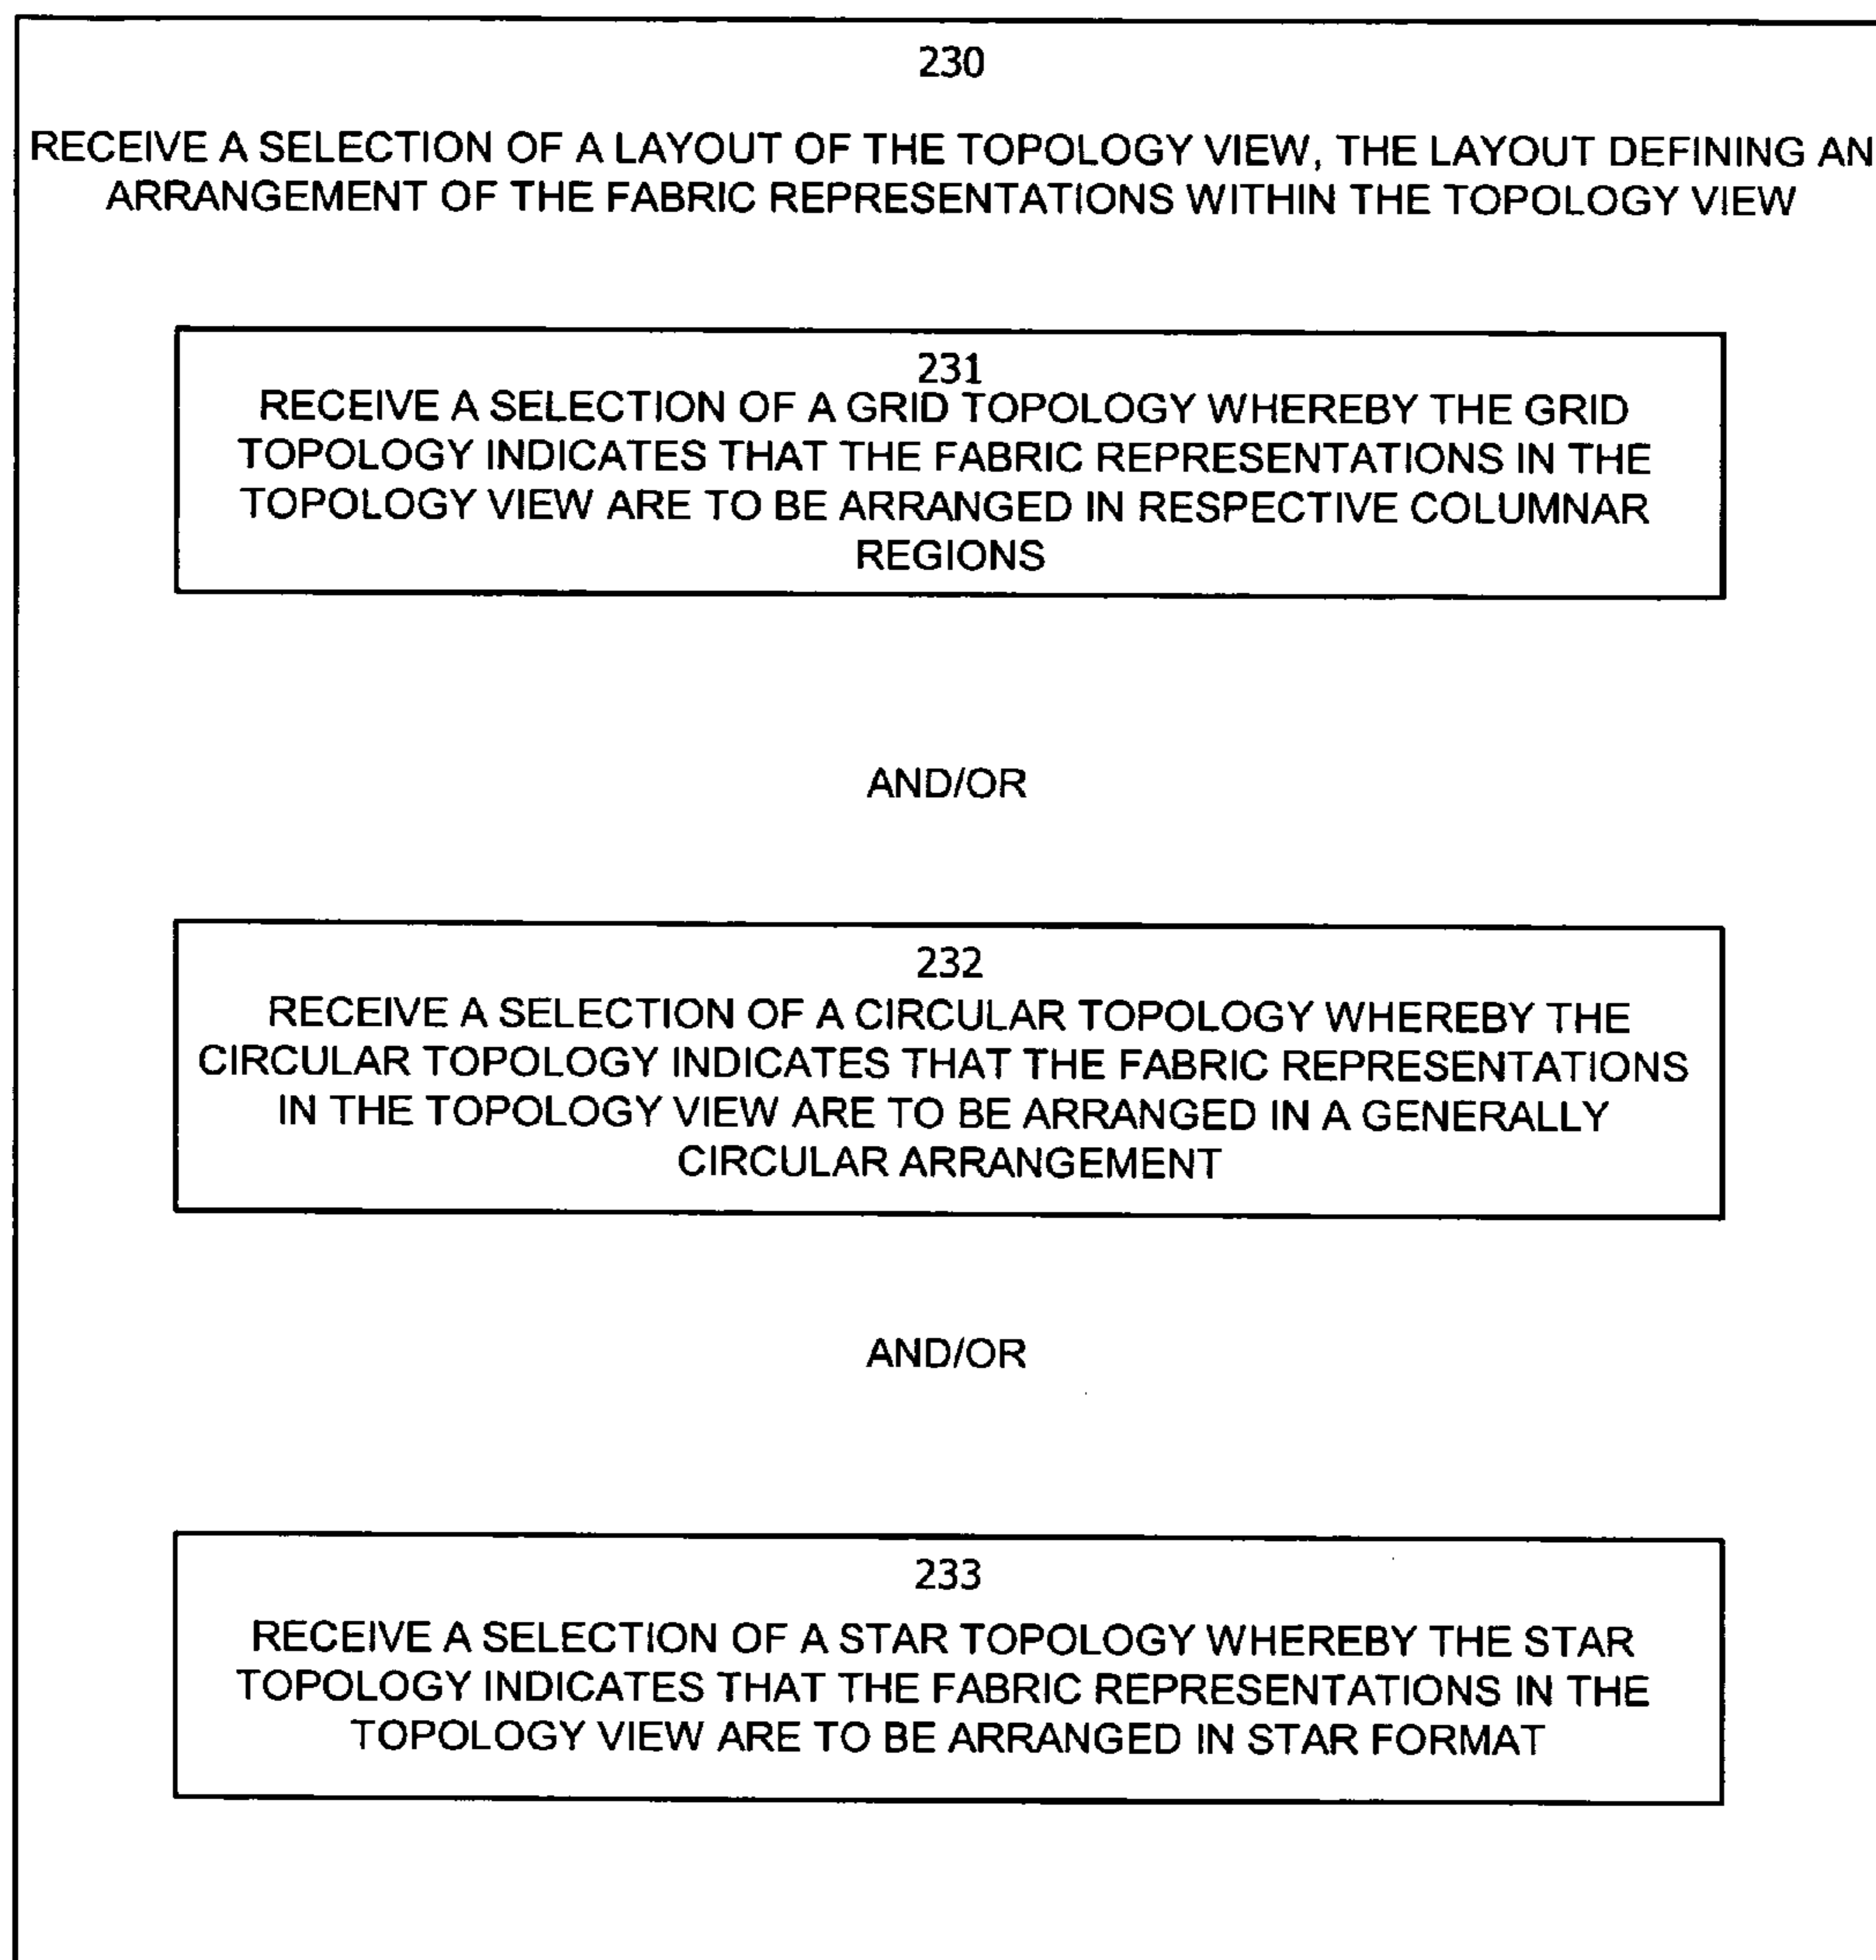 230
RECEIVE A SELECTION OF A LAYOUT OF THE TOPOLOGY VIEW, THE LAYOUT DEFINING AN
ARRANGEMENT OF THE FABRIC REPRESENTATIONS WITHIN THE TOPOLOGY VIEW
231
RECEIVE A SELECTION OF A GRID TOPOLOGY WHEREBY THE GRID
TOPOLOGY INDICATES THAT THE FABRIC REPRESENTATIONS IN THE
TOPOLOGY VIEW ARE TO BE ARRANGED IN RESPECTIVE COLUMNAR
REGIONS
AND/OR
232
RECEIVE A SELECTION OF A CIRCULAR TOPOLOGY WHEREBY THE
CIRCULAR TOPOLOGY INDICATES THAT THE FABRIC REPRESENTATIONS
IN THE TOPOLOGY VIEW ARE TO BE ARRANGED IN A GENERALLY
CIRCULAR ARRANGEMENT
AND/OR
233
RECEIVE A SELECTION OF A STAR TOPOLOGY WHEREBY THE STAR
TOPOLOGY INDICATES THAT THE FABRIC REPRESENTATIONS IN THE
TOPOLOGY VIEW ARE TO BE ARRANGED IN STAR FORMAT